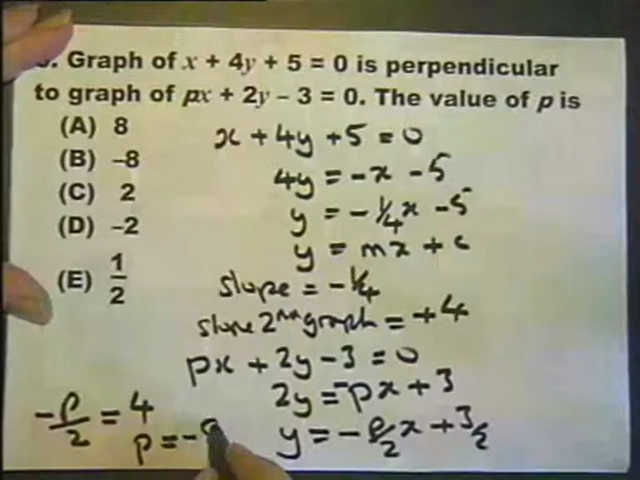 . Graph of x + 4y + 5 = 0 is perpendicular
to graph of px + 2y – 3 = 0. The value of p is
(A) 8
(B) –8
(C) 2
(D) –2
(E) 1/2
x + 4y + 5 = 0
4y = -x - 5
y = -1/4x - 5
y = mx + c
slope = -1/4
slope 2nd graph = +4
px + 2y - 3 = 0
2y = -px + 3
y = -p/2x + 3/2
-p/2 = 4
p = -